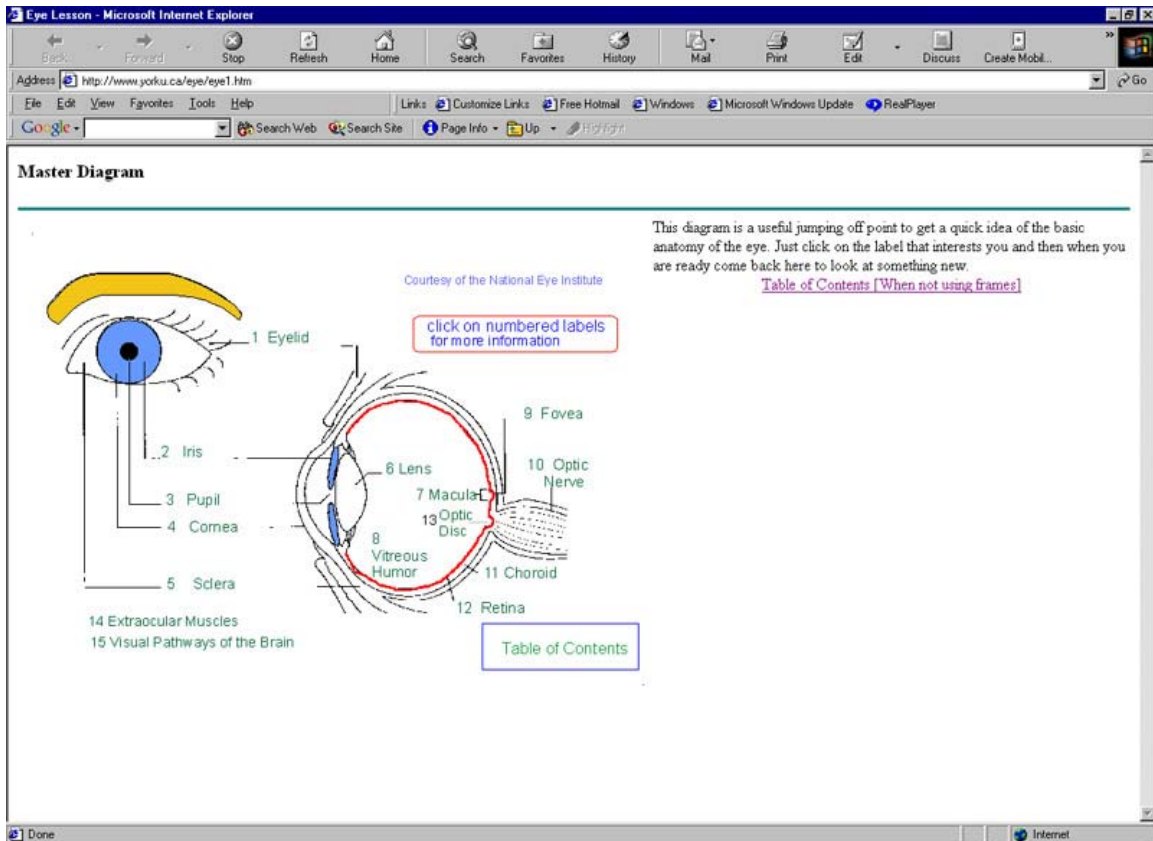 Eye Lesson - Microsoft Internet Explorer
Back Forward Stop Refresh Home Search Favorites History Mail Print Edit Discuss Create Mobil...
Address http://www.yorku.ca/eye/eye1.htm Go
File Edit View Favorites Tools Help Links Customize Links Free Hotmail Windows Microsoft Windows Update RealPlayer
Google Search Web Search Site Page Info Up Highlight
Master Diagram
This diagram is a useful jumping off point to get a quick idea of the basic
anatomy of the eye. Just click on the label that interests you and then when you
are ready come back here to look at something new.
Table of Contents [When not using frames]
Courtesy of the National Eye Institute
click on numbered labels
for more information
1 Eyelid
9 Fovea
2 Iris
6 Lens
10 Optic
Nerve
3 Pupil
7 Macula
4 Cornea
13 Optic
Disc
8
Vitreous
Humor
11 Choroid
5 Sclera
12 Retina
14 Extraocular Muscles
15 Visual Pathways of the Brain
Table of Contents
Done Internet